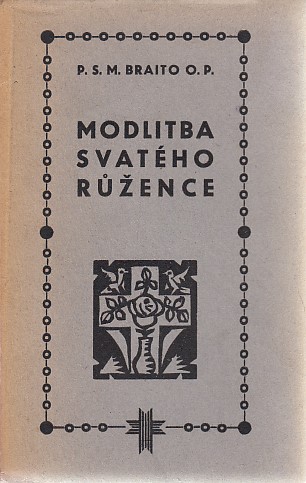 P. S. M. BRAITO O. P.
MODLITBA
SVATÉHO
RŮŽENCE